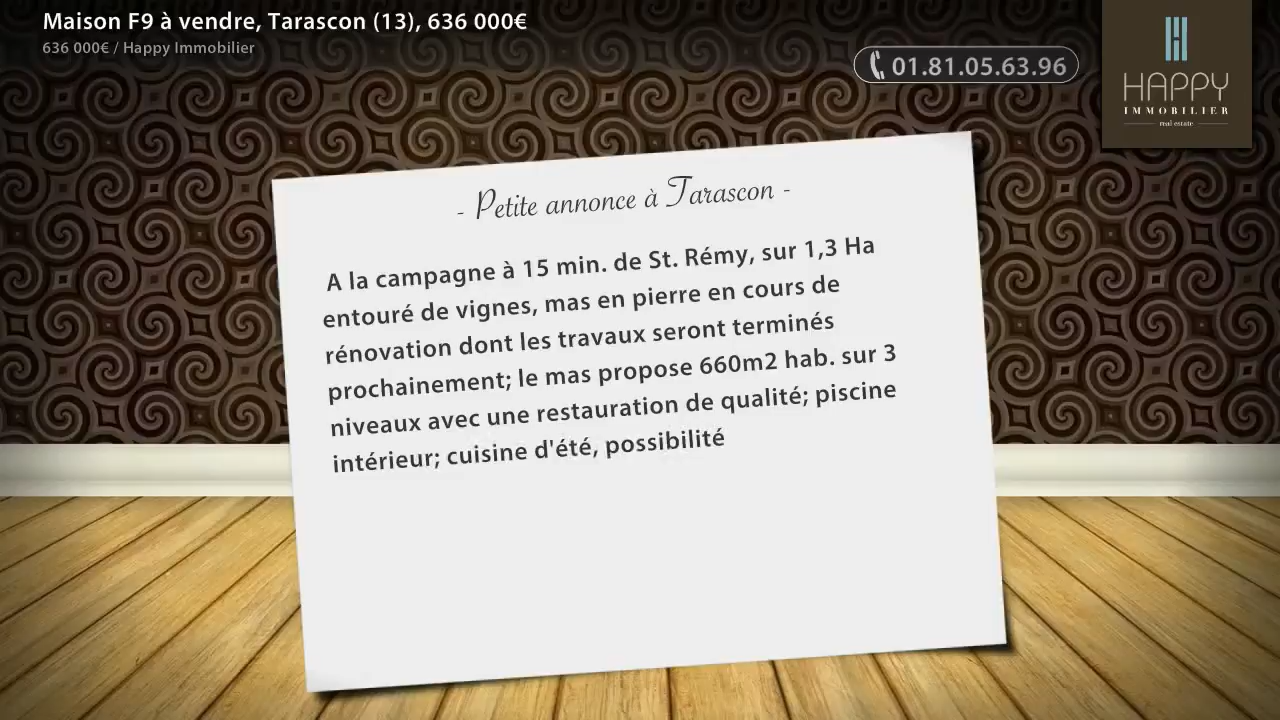 Maison F9 à vendre, Tarascon (13), 636 000€
636 000€ / Happy Immobilier
01.81.05.63.96
HAPPY
IMMOBILIER
real estate
- Petite annonce à Tarascon -
A la campagne à 15 min. de St. Rémy, sur 1,3 Ha
entouré de vignes, mas en pierre en cours de
rénovation dont les travaux seront terminés
prochainement; le mas propose 660m2 hab. sur 3
niveaux avec une restauration de qualité; piscine
intérieur; cuisine d'été, possibilité